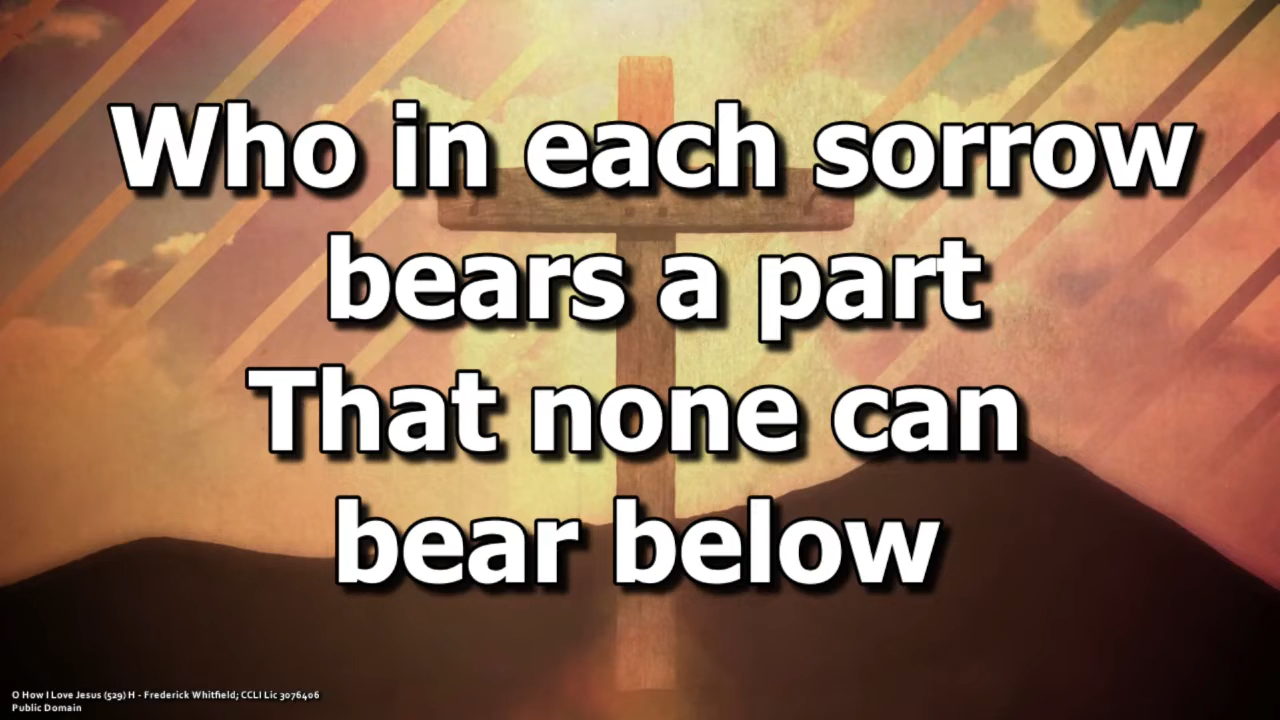 Who in each sorrow
bears a part
That none can
bear below
O How I Love Jesus (529) H - Frederick Whitfield; CCLI Lic 3076406
Public Domain